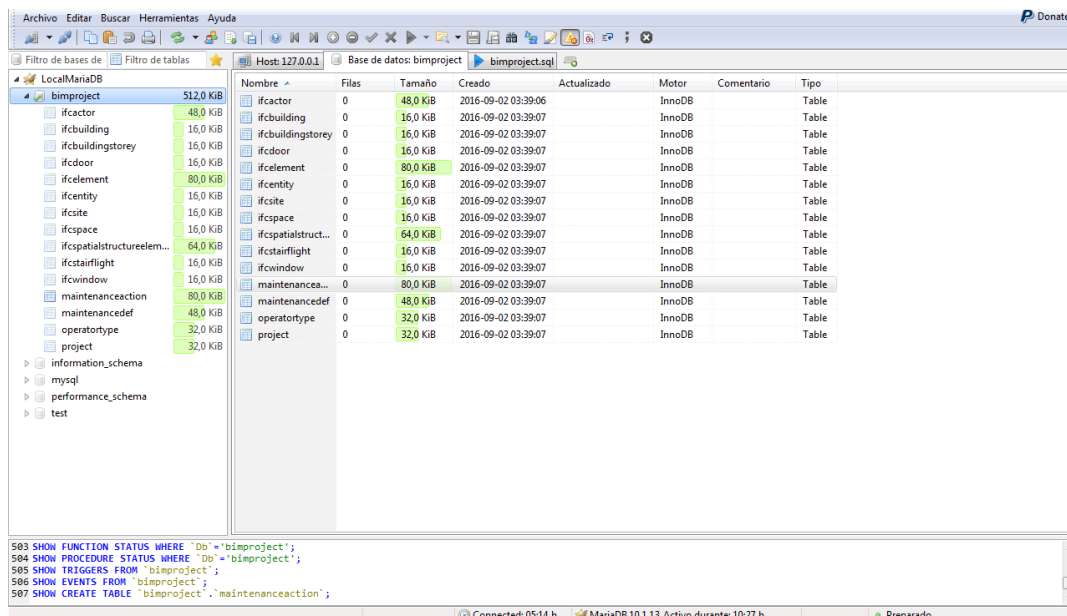 Archivo Editar Buscar Herramientas Ayuda
Donate
Filtro de bases de Filtro de tablas
Host: 127.0.0.1 Base de datos: bimproject bimproject.sql
LocalMariaDB
bimproject 512,0 KiB
ifcactor 48,0 KiB
ifcbuilding 16,0 KiB
ifcbuildingstorey 16,0 KiB
ifcdoor 16,0 KiB
ifcelement 80,0 KiB
ifcentity 16,0 KiB
ifcsite 16,0 KiB
ifcspace 16,0 KiB
ifcspatialstructureelem... 64,0 KiB
ifcstairflight 16,0 KiB
ifcwindow 16,0 KiB
maintenanceaction 80,0 KiB
maintenancedef 48,0 KiB
operatortype 32,0 KiB
project 32,0 KiB
information_schema
mysql
performance_schema
test
Nombre Filas Tamaño Creado Actualizado Motor Comentario Tipo
ifcactor 0 48,0 KiB 2016-09-02 03:39:06 InnoDB Table
ifcbuilding 0 16,0 KiB 2016-09-02 03:39:07 InnoDB Table
ifcbuildingstorey 0 16,0 KiB 2016-09-02 03:39:07 InnoDB Table
ifcdoor 0 16,0 KiB 2016-09-02 03:39:07 InnoDB Table
ifcelement 0 80,0 KiB 2016-09-02 03:39:07 InnoDB Table
ifcentity 0 16,0 KiB 2016-09-02 03:39:07 InnoDB Table
ifcsite 0 16,0 KiB 2016-09-02 03:39:07 InnoDB Table
ifcspace 0 16,0 KiB 2016-09-02 03:39:07 InnoDB Table
ifcspatialstruct... 0 64,0 KiB 2016-09-02 03:39:07 InnoDB Table
ifcstairflight 0 16,0 KiB 2016-09-02 03:39:07 InnoDB Table
ifcwindow 0 16,0 KiB 2016-09-02 03:39:07 InnoDB Table
maintenancea... 0 80,0 KiB 2016-09-02 03:39:07 InnoDB Table
maintenancedef 0 48,0 KiB 2016-09-02 03:39:07 InnoDB Table
operatortype 0 32,0 KiB 2016-09-02 03:39:07 InnoDB Table
project 0 32,0 KiB 2016-09-02 03:39:07 InnoDB Table
503 SHOW FUNCTION STATUS WHERE `Db`='bimproject';
504 SHOW PROCEDURE STATUS WHERE `Db`='bimproject';
505 SHOW TRIGGERS FROM `bimproject`;
506 SHOW EVENTS FROM `bimproject`;
507 SHOW CREATE TABLE `bimproject`.`maintenanceaction`;
Connected: 05:14 h MariaDB 10.1.13 Activo durante: 10:27 h Preparado